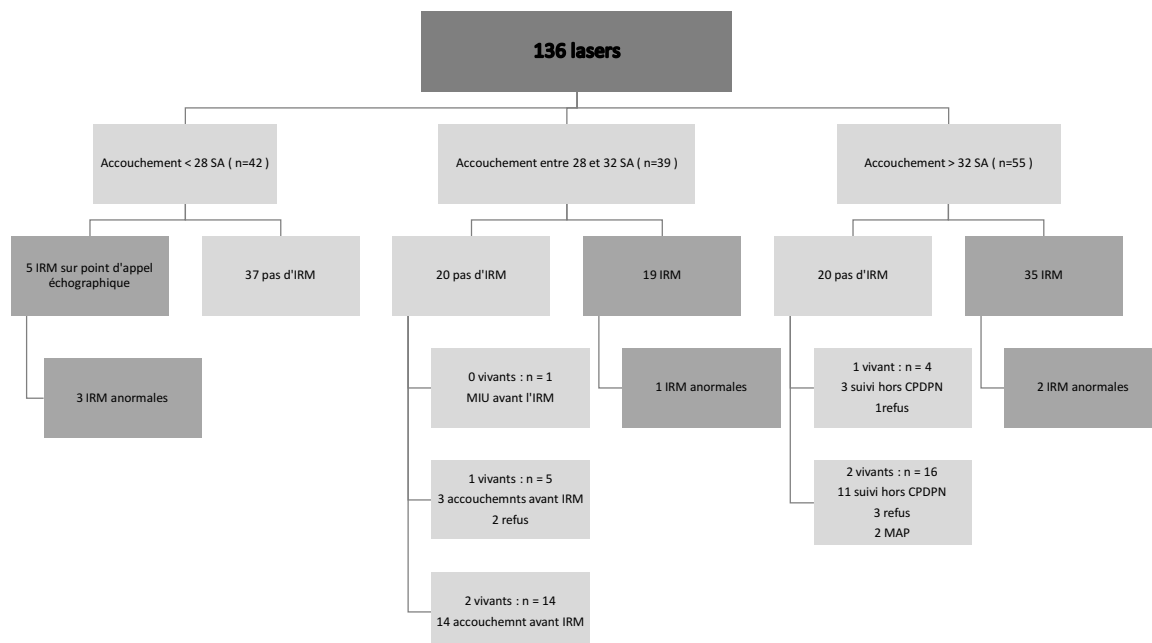 136 lasers
Accouchement < 28 SA ( n=42 )
Accouchement entre 28 et 32 SA ( n=39 )
Accouchement > 32 SA ( n=55 )
5 IRM sur point d'appel
échographique
37 pas d'IRM
20 pas d'IRM
19 IRM
20 pas d'IRM
35 IRM
3 IRM anormales
0 vivants : n = 1
MIU avant l'IRM
1 IRM anormales
1 vivant : n = 4
3 suivi hors CPDPN
1refus
2 IRM anormales
1 vivants : n = 5
3 accouchemnts avant IRM
2 refus
2 vivants : n = 16
11 suivi hors CPDPN
3 refus
2 MAP
2 vivants : n = 14
14 accouchemnt avant IRM